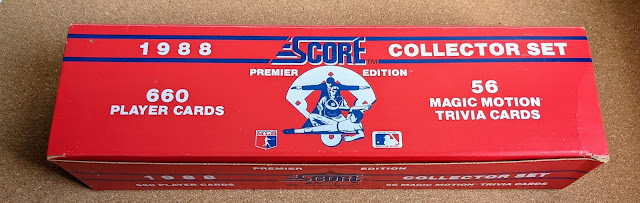 1988 SCORE™ COLLECTOR SET
PREMIER EDITION
660
PLAYER CARDS
56
MAGIC MOTION
TRIVIA CARDS
1988 SCORE COLLECTOR SET
PREMIER EDITION
660 PLAYER CARDS
56 MAGIC MOTION TRIVIA CARDS